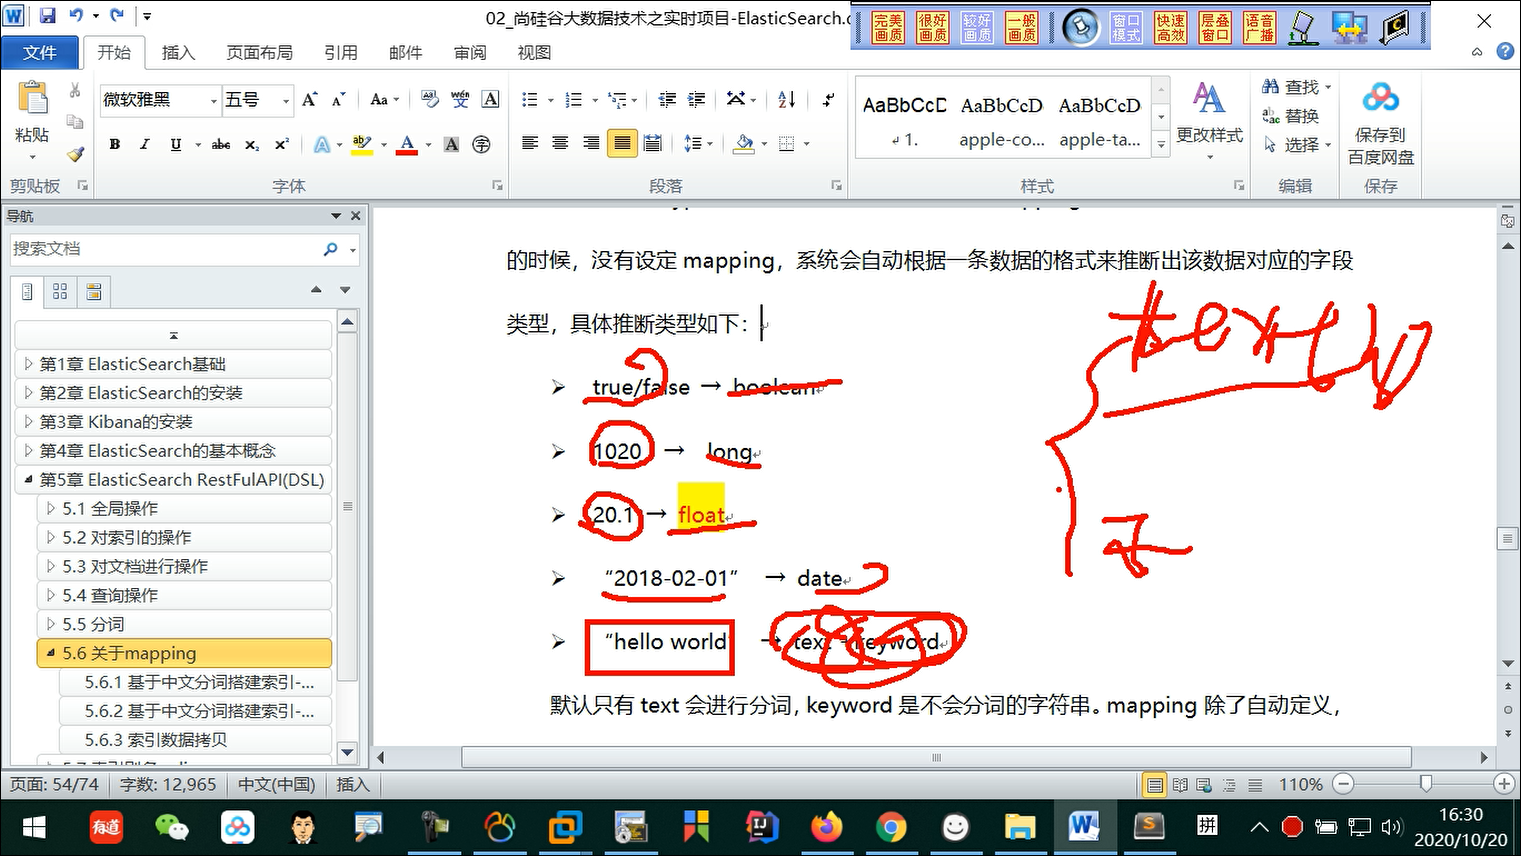 02_尚硅谷大数据技术之实时项目-ElasticSearch.d
完美画质 很好画质 较好画质 一般画质 窗口模式 快速高效 层叠窗口 语音广播
文件 开始 插入 页面布局 引用 邮件 审阅 视图
粘贴
剪贴板
微软雅黑 五号
字体
段落
AaBbCcD AaBbCcD AaBbCcD
1. apple-co... apple-ta...
更改样式
样式
查找
替换
选择
编辑
保存到
百度网盘
保存
导航
搜索文档
第1章 ElasticSearch基础
第2章 ElasticSearch的安装
第3章 Kibana的安装
第4章 ElasticSearch的基本概念
第5章 ElasticSearch RestFulAPI(DSL)
5.1 全局操作
5.2 对索引的操作
5.3 对文档进行操作
5.4 查询操作
5.5 分词
5.6 关于mapping
5.6.1 基于中文分词搭建索引-...
5.6.2 基于中文分词搭建索引-...
5.6.3 索引数据拷贝
的时候，没有设定 mapping，系统会自动根据一条数据的格式来推断出该数据对应的字段
类型，具体推断类型如下：
true/false → boolean
1020 → long
20.1 → float
“2018-02-01” → date
“hello world” → text keyword
默认只有 text 会进行分词，keyword 是不会分词的字符串。mapping 除了自动定义，
text
页面: 54/74 字数: 12,965 中文(中国) 插入 110%
有道
拼
16:30
2020/10/20